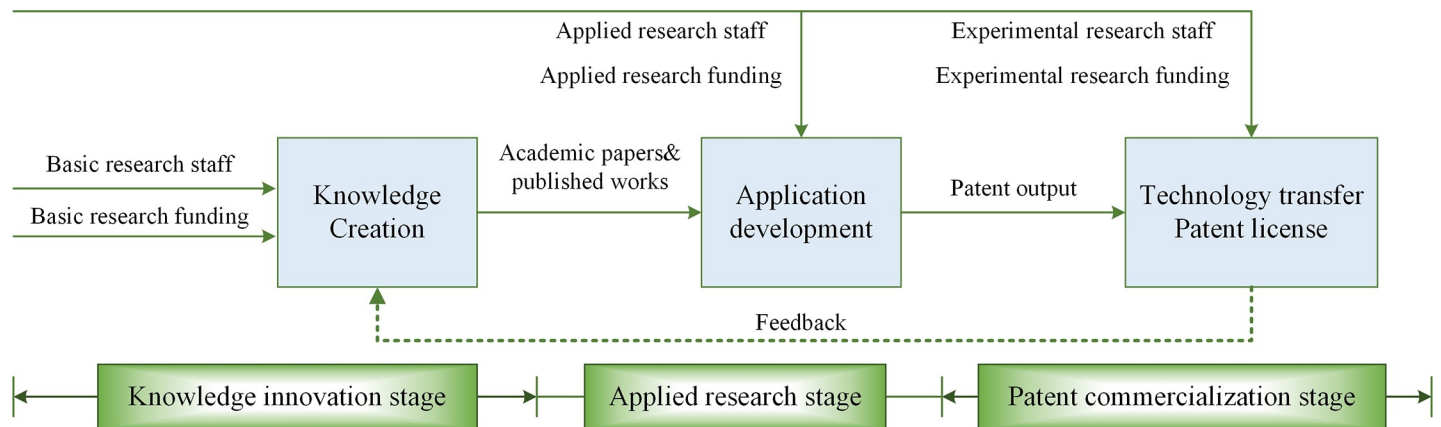 Applied research staff
Experimental research staff
Applied research funding
Experimental research funding
Basic research staff
Basic research funding
Knowledge
Creation
Academic papers&
published works
Application
development
Patent output
Technology transfer
Patent license
Feedback
Knowledge innovation stage
Applied research stage
Patent commercialization stage